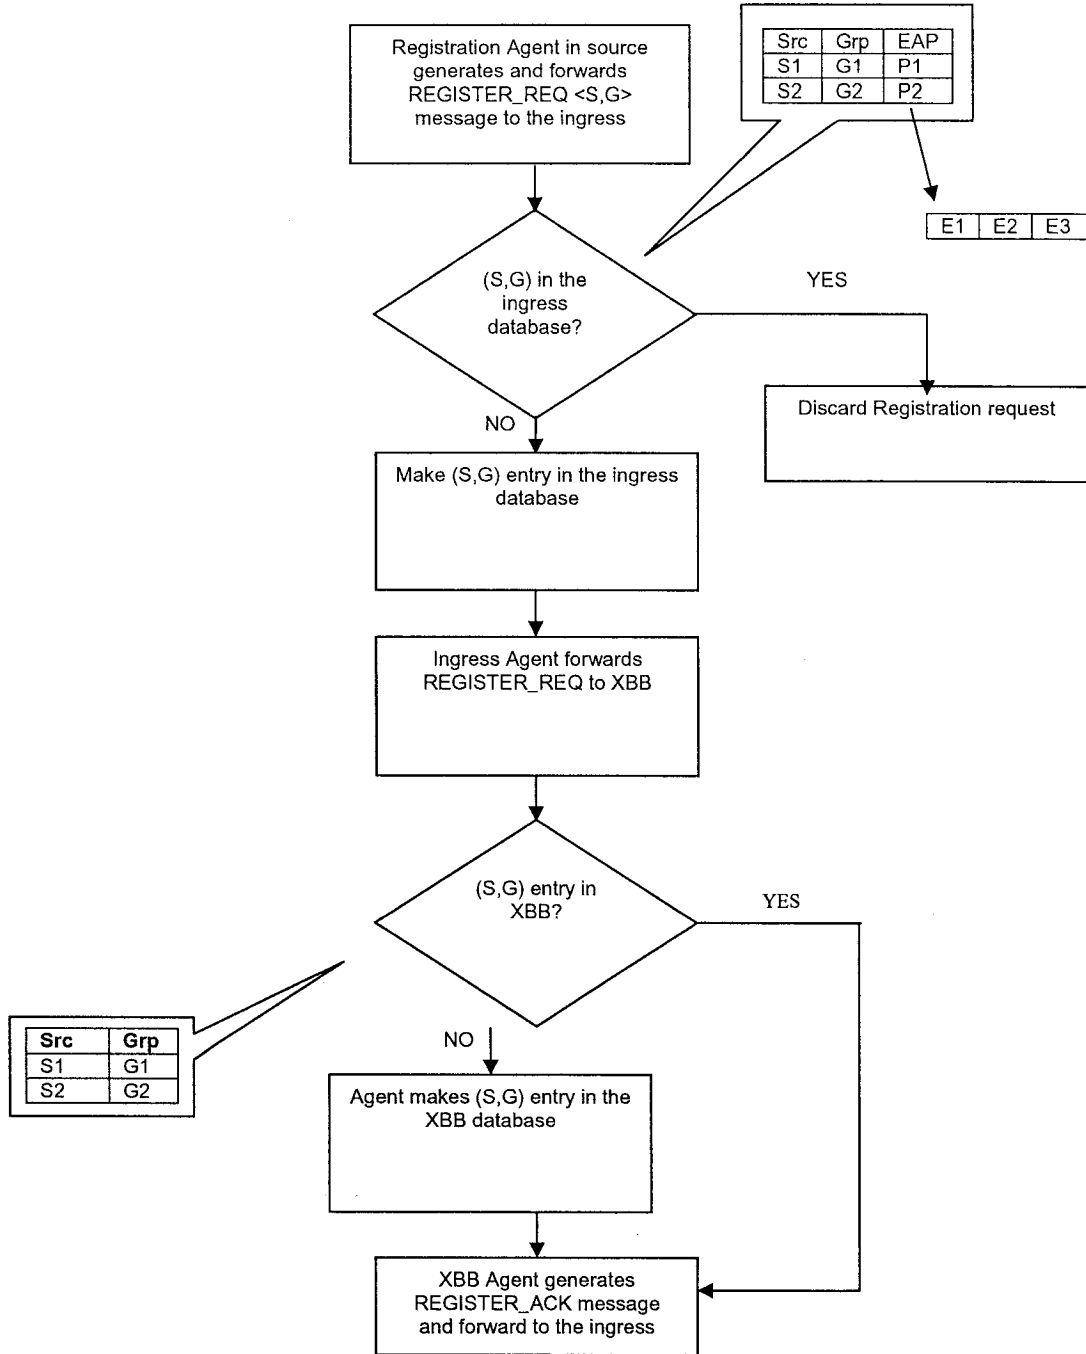 Registration Agent in source
generates and forwards
REGISTER_REQ <S,G>
message to the ingress
Src Grp EAP
S1 G1 P1
S2 G2 P2
E1 E2 E3
(S,G) in the
ingress
database?
YES
Discard Registration request
NO
Make (S,G) entry in the ingress
database
Ingress Agent forwards
REGISTER_REQ to XBB
(S,G) entry in
XBB?
YES
Src Grp
S1 G1
S2 G2
NO
Agent makes (S,G) entry in the
XBB database
XBB Agent generates
REGISTER_ACK message
and forward to the ingress